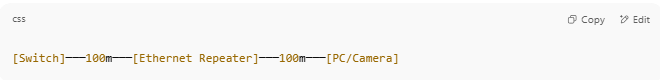 css
Copy
Edit
[Switch]───100m───[Ethernet Repeater]───100m───[PC/Camera]